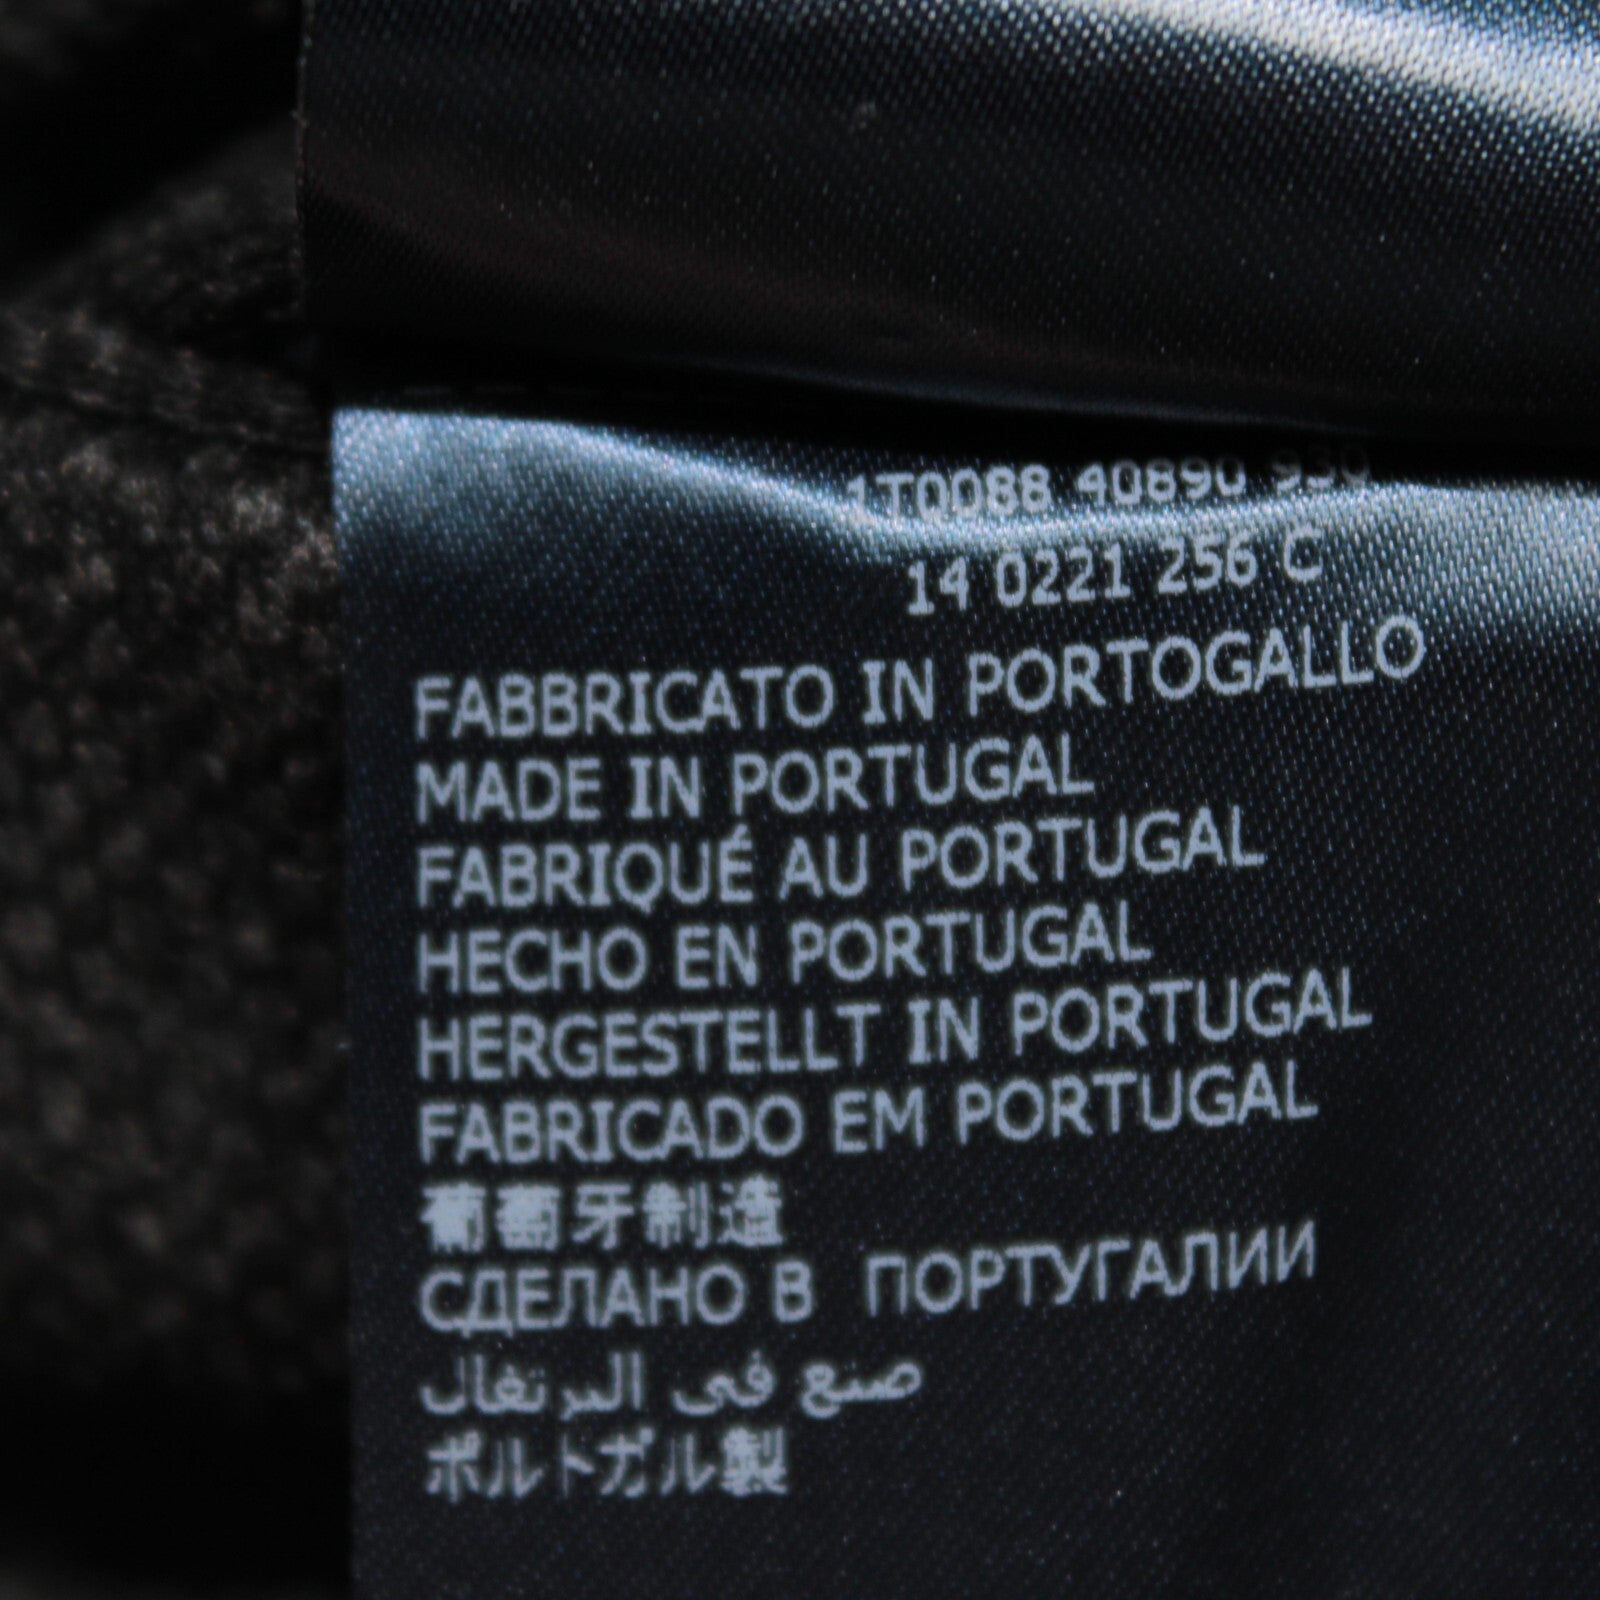 1T0088 40890 930
14 0221 256 C
FABBRICATO IN PORTOGALLO
MADE IN PORTUGAL
FABRIQUÉ AU PORTUGAL
HECHO EN PORTUGAL
HERGESTELLT IN PORTUGAL
FABRICADO EM PORTUGAL
葡萄牙制造
СДЕЛАНО В ПОРТУГАЛИИ
صنع في البرتغال
ポルトガル製